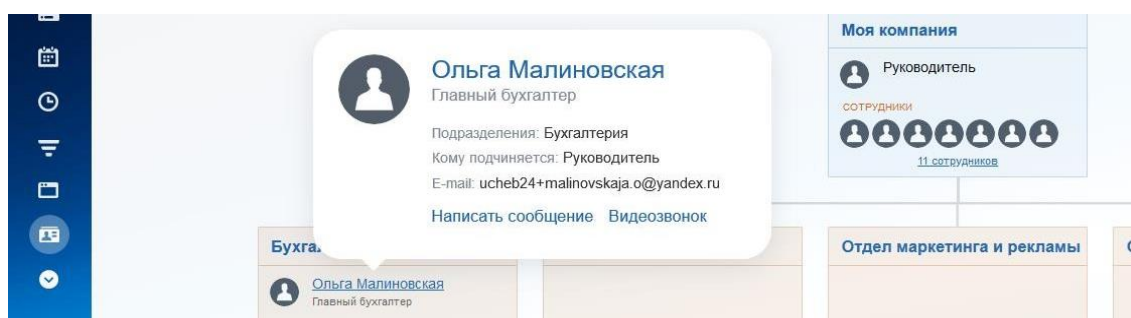 Моя компания
Руководитель
СОТРУДНИКИ
11 сотрудников
Ольга Малиновская
Главный бухгалтер
Подразделения: Бухгалтерия
Кому подчиняется: Руководитель
E-mail: ucheb24+malinovskaja.o@yandex.ru
Написать сообщение Видеозвонок
Отдел маркетинга и рекламы
Ольга Малиновская
Главный бухгалтер